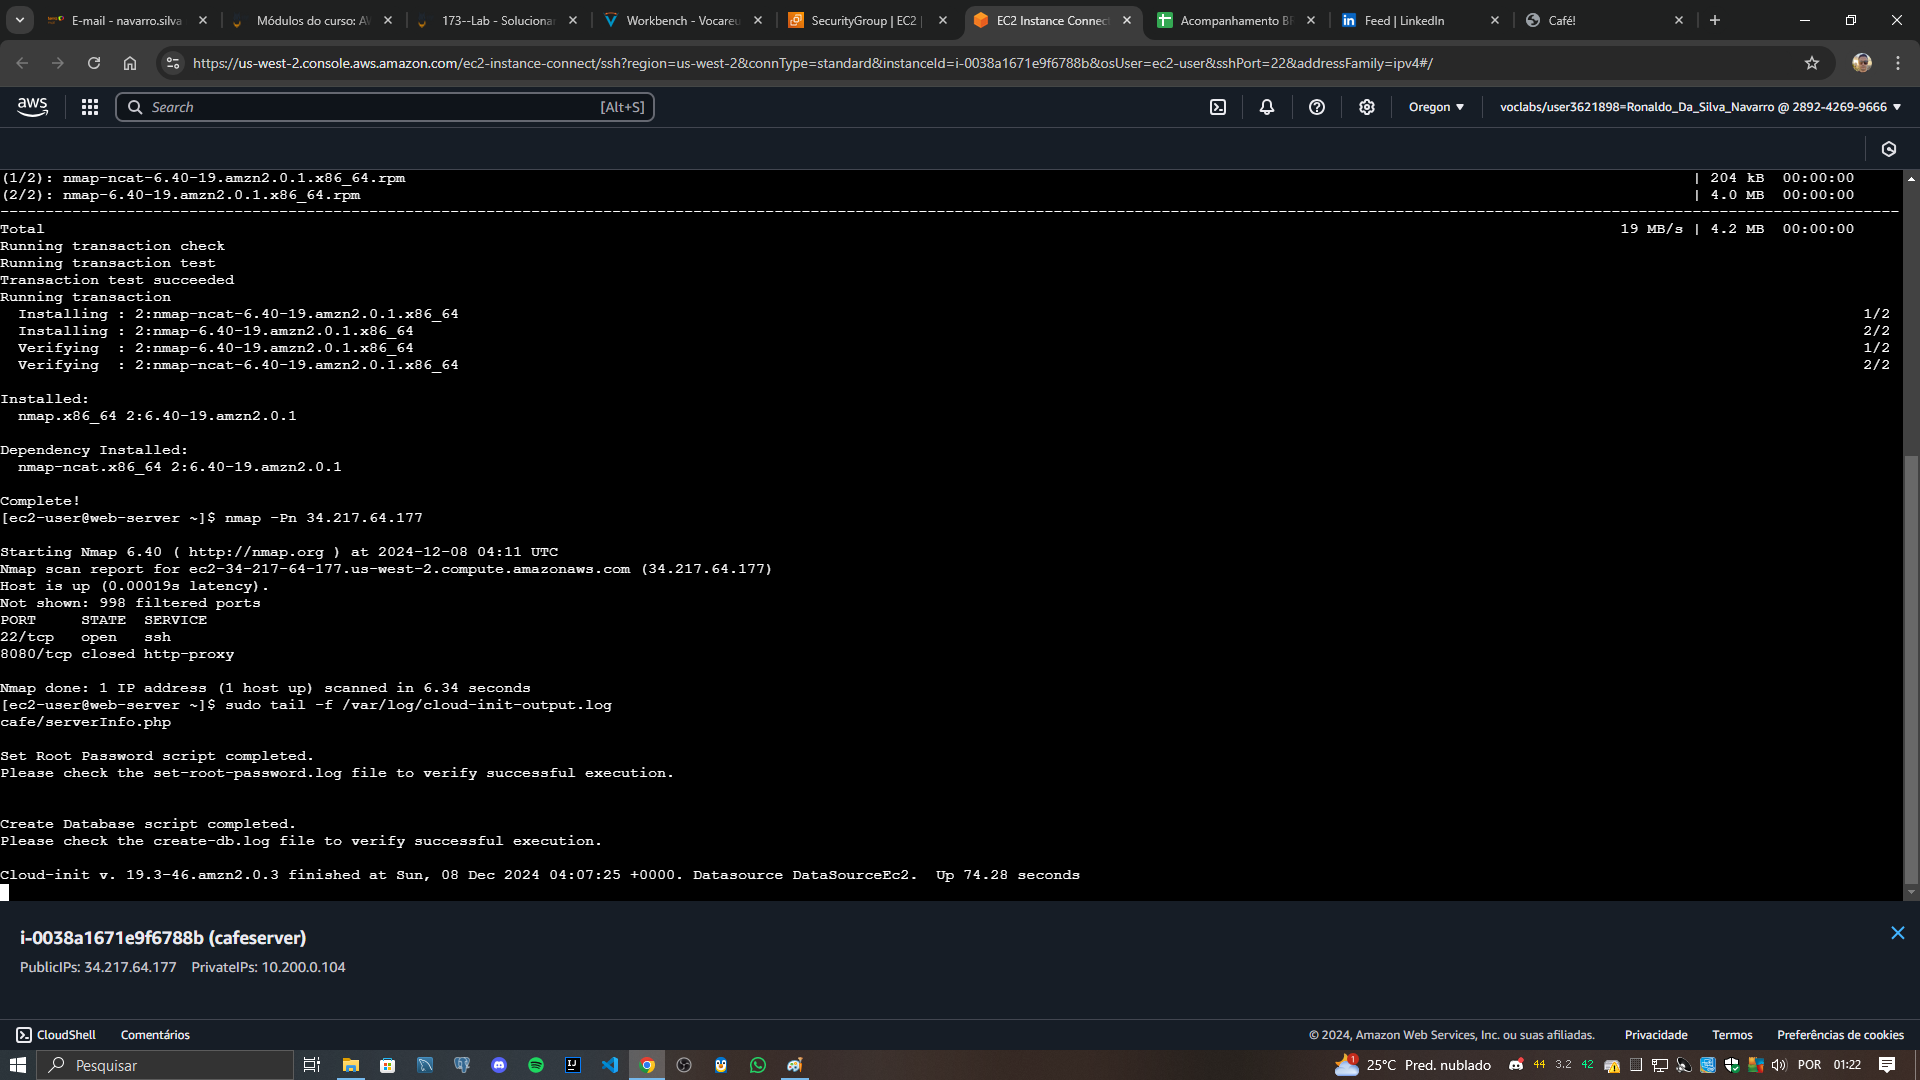 E-mail - navarro.silva
Módulos do curso: AV
173--Lab - Solucionar
Workbench - Vocareu
SecurityGroup | EC2 |
EC2 Instance Connect
Acompanhamento BR
Feed | LinkedIn
Café!
https://us-west-2.console.aws.amazon.com/ec2-instance-connect/ssh?region=us-west-2&connType=standard&instanceId=i-0038a1671e9f6788b&osUser=ec2-user&sshPort=22&addressFamily=ipv4#/
aws
Search [Alt+S]
Oregon
voclabs/user3621898=Ronaldo_Da_Silva_Navarro @ 2892-4269-9666
(1/2): nmap-ncat-6.40-19.amzn2.0.1.x86_64.rpm | 204 kB 00:00:00
(2/2): nmap-6.40-19.amzn2.0.1.x86_64.rpm | 4.0 MB 00:00:00
Total 19 MB/s | 4.2 MB 00:00:00
Running transaction check
Running transaction test
Transaction test succeeded
Running transaction
Installing : 2:nmap-ncat-6.40-19.amzn2.0.1.x86_64 1/2
Installing : 2:nmap-6.40-19.amzn2.0.1.x86_64 2/2
Verifying : 2:nmap-6.40-19.amzn2.0.1.x86_64 1/2
Verifying : 2:nmap-ncat-6.40-19.amzn2.0.1.x86_64 2/2
Installed:
nmap.x86_64 2:6.40-19.amzn2.0.1
Dependency Installed:
nmap-ncat.x86_64 2:6.40-19.amzn2.0.1
Complete!
[ec2-user@web-server ~]$ nmap -Pn 34.217.64.177
Starting Nmap 6.40 ( http://nmap.org ) at 2024-12-08 04:11 UTC
Nmap scan report for ec2-34-217-64-177.us-west-2.compute.amazonaws.com (34.217.64.177)
Host is up (0.00019s latency).
Not shown: 998 filtered ports
PORT STATE SERVICE
22/tcp open ssh
8080/tcp closed http-proxy
Nmap done: 1 IP address (1 host up) scanned in 6.34 seconds
[ec2-user@web-server ~]$ sudo tail -f /var/log/cloud-init-output.log
cafe/serverInfo.php
Set Root Password script completed.
Please check the set-root-password.log file to verify successful execution.
Create Database script completed.
Please check the create-db.log file to verify successful execution.
Cloud-init v. 19.3-46.amzn2.0.3 finished at Sun, 08 Dec 2024 04:07:25 +0000. Datasource DataSourceEc2. Up 74.28 seconds
i-0038a1671e9f6788b (cafeserver)
PublicIPs: 34.217.64.177 PrivateIPs: 10.200.0.104
CloudShell Comentários
© 2024, Amazon Web Services, Inc. ou suas afiliadas. Privacidade Termos Preferências de cookies
Pesquisar
1 25°C Pred. nublado 44 3.2 42 POR 01:22